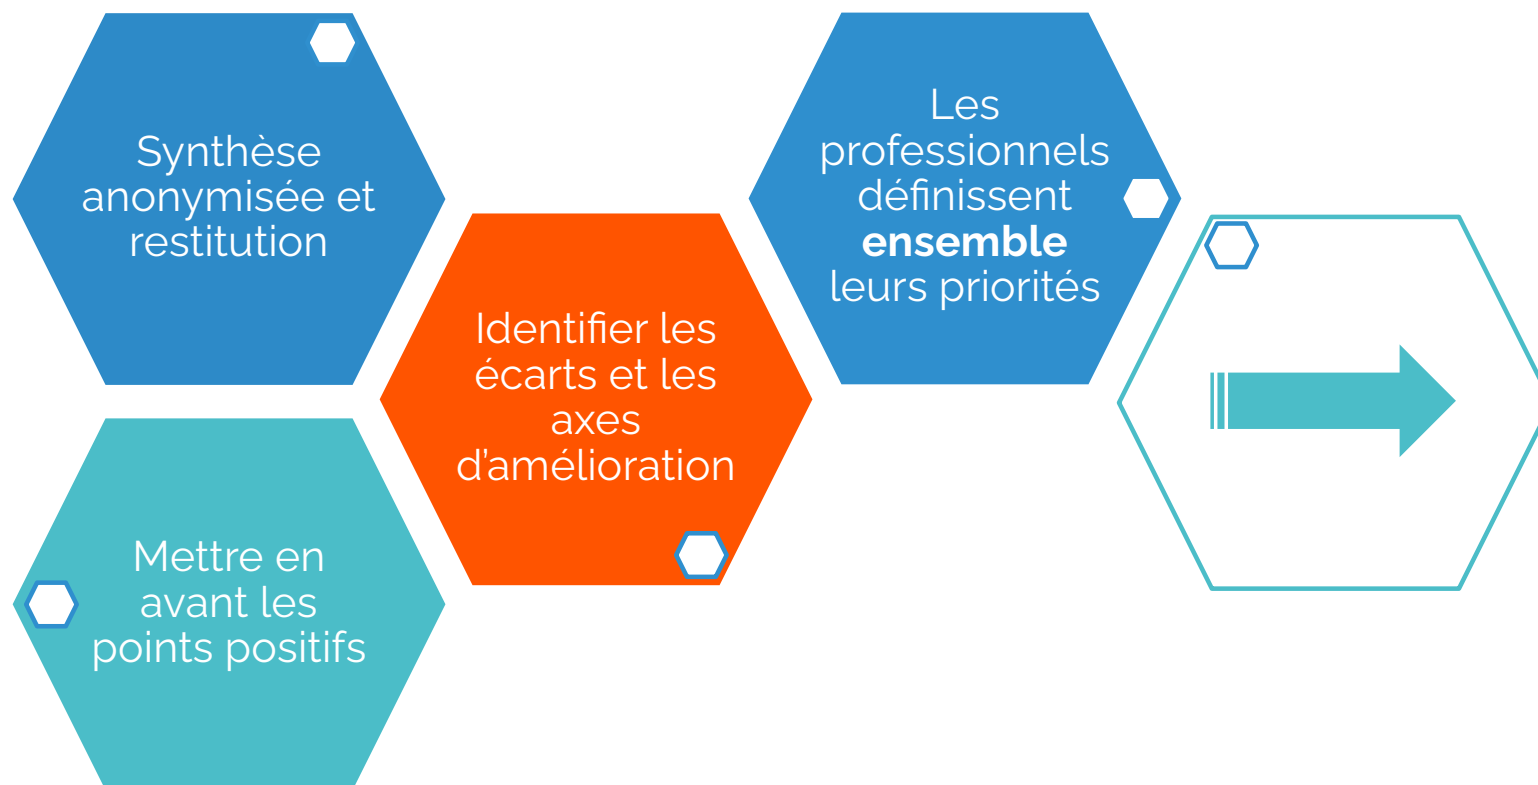 Synthèse
anonymisée et
restitution
Mettre en
avant les
points positifs
Identifier les
écarts et les
axes
d’amélioration
Les
professionnels
définissent
ensemble
leurs priorités